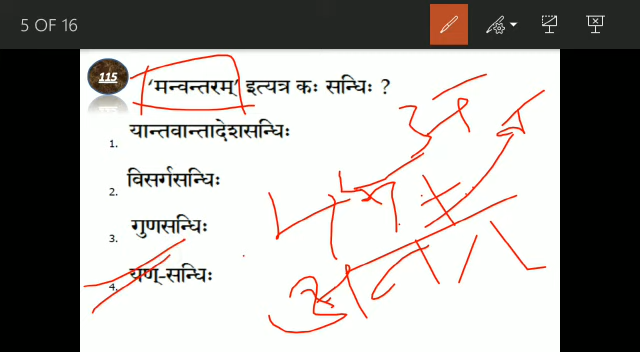 5 OF 16
115 'मन्वन्तरम्' इत्यत्र कः सन्धिः ?
1. यान्तवान्तादेशसन्धिः
2. विसर्गसन्धिः
3. गुणसन्धिः
4. यण्-सन्धिः